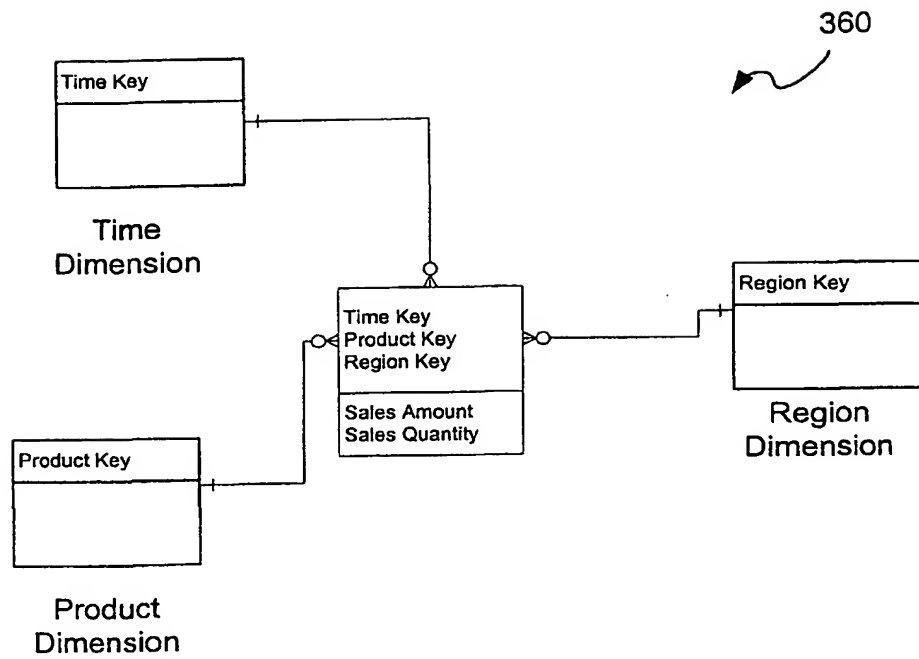 360
Time Key
Time
Dimension
Time Key
Product Key
Region Key
Sales Amount
Sales Quantity
Region Key
Region
Dimension
Product Key
Product
Dimension